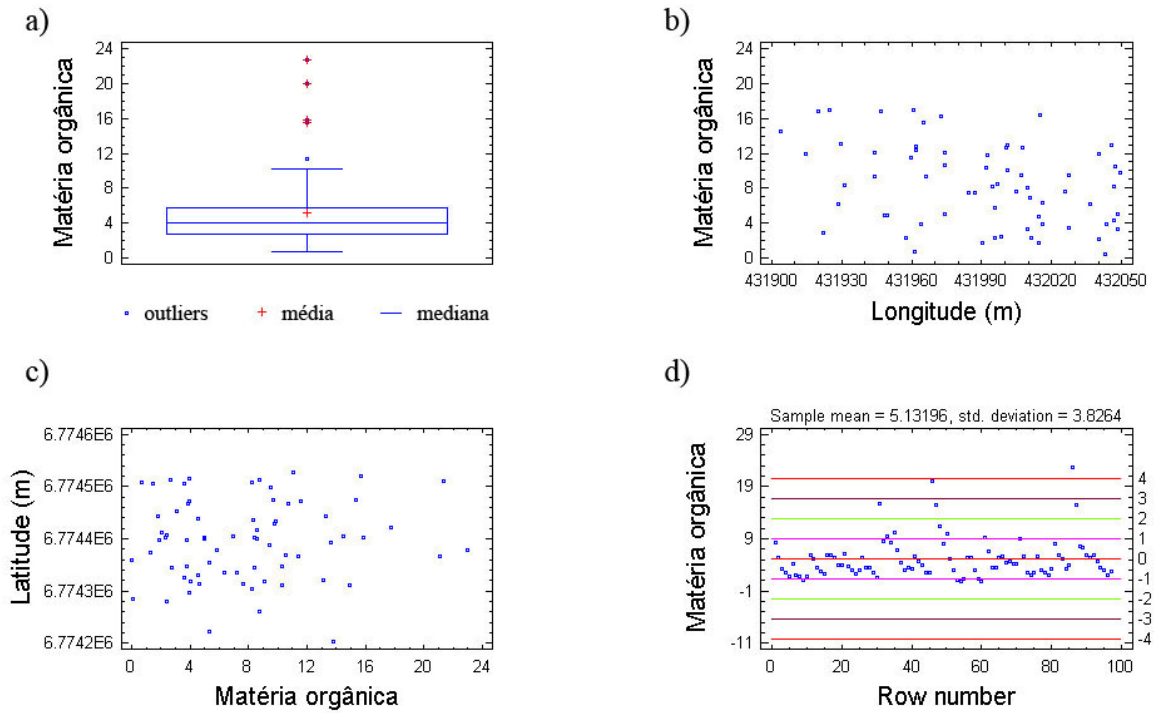 a)
24
20
16
12
8
4
0
Matéria orgânica
outliers
média
mediana
b)
24
20
16
12
8
4
0
Matéria orgânica
431900 431930 431960 431990 432020 432050
Longitude (m)
c)
6.7746E6
6.7745E6
6.7744E6
6.7743E6
6.7742E6
Latitude (m)
0 4 8 12 16 20 24
Matéria orgânica
d)
Sample mean = 5.13196, std. deviation = 3.8264
29
19
9
-1
-11
Matéria orgânica
4
3
2
1
0
-1
-2
-3
-4
0 20 40 60 80 100
Row number